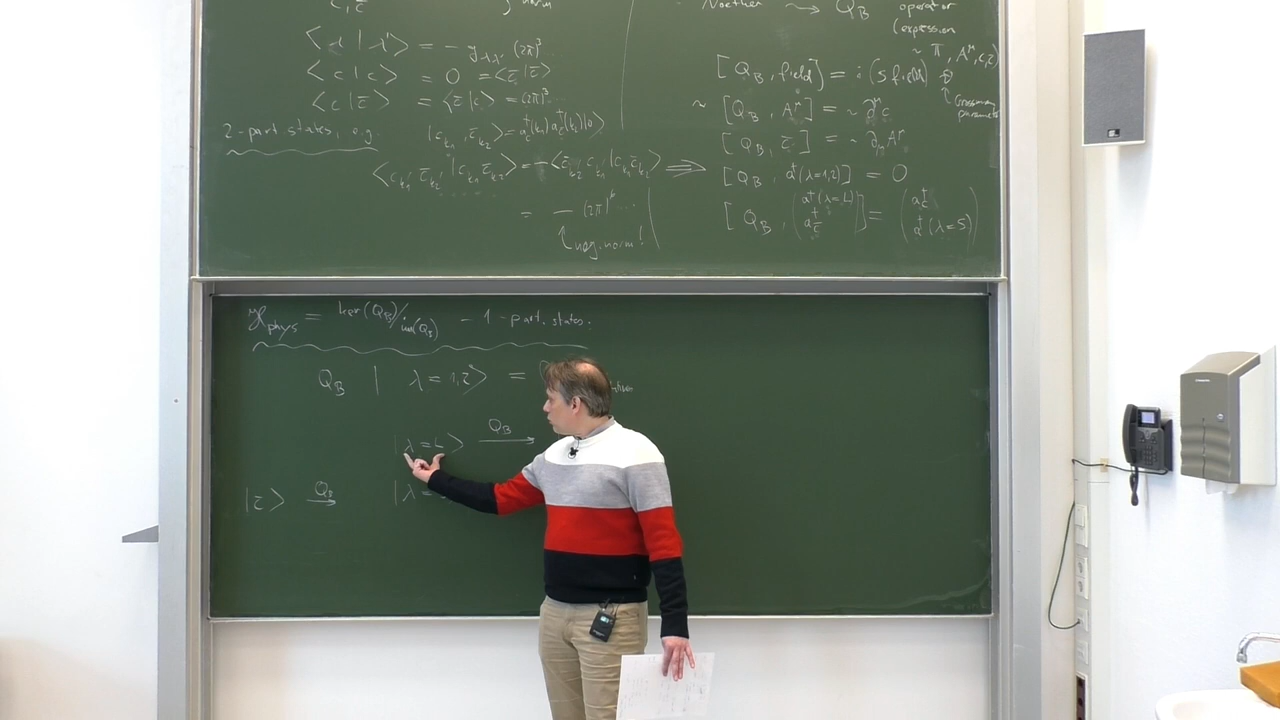 c, c̄ } norm
⟨λ|λ'⟩ = - g_λλ' (2π)³
⟨c|c⟩ = 0 = ⟨c̄|c̄⟩
⟨c|c̄⟩ = ⟨c̄|c⟩ = (2π)³
2-part. states, e.g.
|c_k₁, c̄_k₂⟩ = a_c†(k₁) a_c̄†(k₂)|0⟩
⟨c_k₁' c̄_k₂' | c_k₁ c̄_k₂⟩ = - ⟨c̄_k₂' c_k₁' | c_k₁ c̄_k₂⟩ ⟹
= - (2π)⁶ ....
neg. norm!
- Noether ⟿ Q_B operator
(expression
~ π, A^μ, c, c̄)
[Q_B, field] = i (s field)
Grassmann
parameter
~ [Q_B, A^μ] = ~ ∂^μ c
[Q_B, c̄] = ~ ∂_μ A^μ
[Q_B, a†(λ=1,2)] = 0
[Q_B, (a†(λ=L) a_c̄†)] = (a_c† a†(λ=S))
ℋ_phys = ker(Q_B)/im(Q_B) - 1-part. states.
Q_B | λ=1,2⟩ =
|λ=L⟩ Q_B →
|c̄⟩ Q_B → |λ=